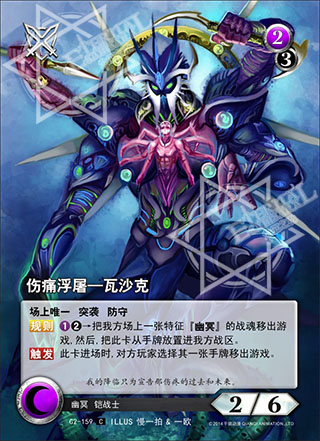 2
3
伤痛浮屠—瓦沙克
场上唯一 突袭 防守
规则 1 2→把我方场上一张特征『幽冥』的战魂移出游
戏,然后,把此卡从手牌放置进我方战区。
触发 此卡进场时,对方玩家选择其一张手牌移出游戏。
我的降临只为宣告那伤疼的过去和未来。
幽冥 铠战士
C2-159 C ILLUS 慢一拍 & 一欧
2/6